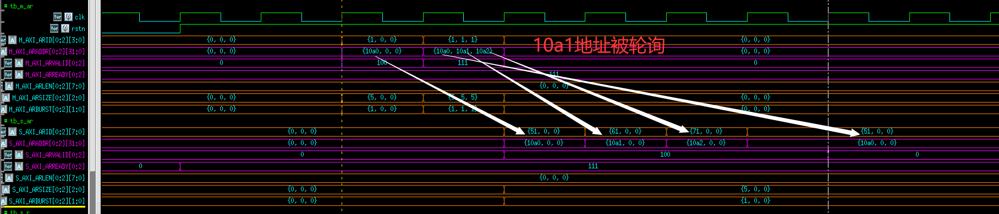 = tb_m_ar
Ver clk
Ver rstn
A M_AXI_ARID[0:2][3:0] {0, 0, 0} {1, 0, 0} {1, 1, 1} {0, 0, 0}
10a1地址被轮询
A M_AXI_ARADDR[0:2][31:0] {0, 0, 0} {10a0, 0, 0} {10a0, 10a1, 10a2} {0, 0, 0}
Ver A M_AXI_ARVALID[0:2] 0 100 111 0
Ver A M_AXI_ARREADY[0:2] 111
A M_AXI_ARLEN[0:2][7:0] {0, 0, 0}
A M_AXI_ARSIZE[0:2][2:0] {0, 0, 0} {5, 0, 0} {5, 5, 5} {0, 0, 0}
A M_AXI_ARBURST[0:2][1:0] {0, 0, 0} {1, 0, 0} {1, 1, 1} {0, 0, 0}
= tb_s_ar
A S_AXI_ARID[0:2][7:0] {0, 0, 0} {51, 0, 0} {61, 0, 0} {71, 0, 0} {51, 0, 0}
A S_AXI_ARADDR[0:2][31:0] {0, 0, 0} {10a0, 0, 0} {10a1, 0, 0} {10a2, 0, 0} {10a0, 0, 0}
Ver A S_AXI_ARVALID[0:2] 0 100 0
Ver A S_AXI_ARREADY[0:2] 0 111
A S_AXI_ARLEN[0:2][7:0] {0, 0, 0}
A S_AXI_ARSIZE[0:2][2:0] {0, 0, 0} {5, 0, 0}
A S_AXI_ARBURST[0:2][1:0] {0, 0, 0} {1, 0, 0}